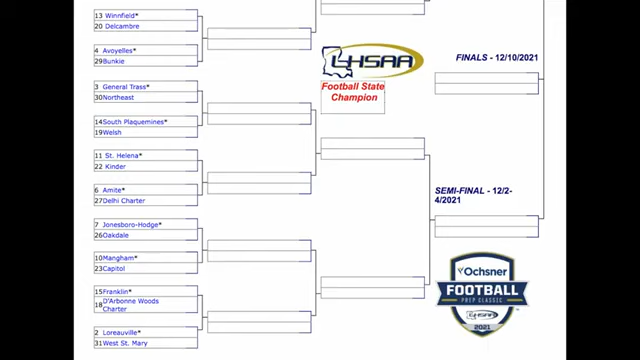 13 Winnfield*
20 Delcambre
4 Avoyelles*
29 Bunkie
3 General Trass*
30 Northeast
14 South Plaquemines*
19 Welsh
11 St. Helena*
22 Kinder
6 Amite*
27 Delhi Charter
7 Jonesboro-Hodge*
26 Oakdale
10 Mangham*
23 Capitol
15 Franklin*
18 D'Arbonne Woods
Charter
2 Loreauville*
31 West St. Mary
LHSAA
Football State
Champion
FINALS - 12/10/2021
SEMI-FINAL - 12/2-
4/2021
Ochsner
FOOTBALL
PREP CLASSIC
LHSAA
2021